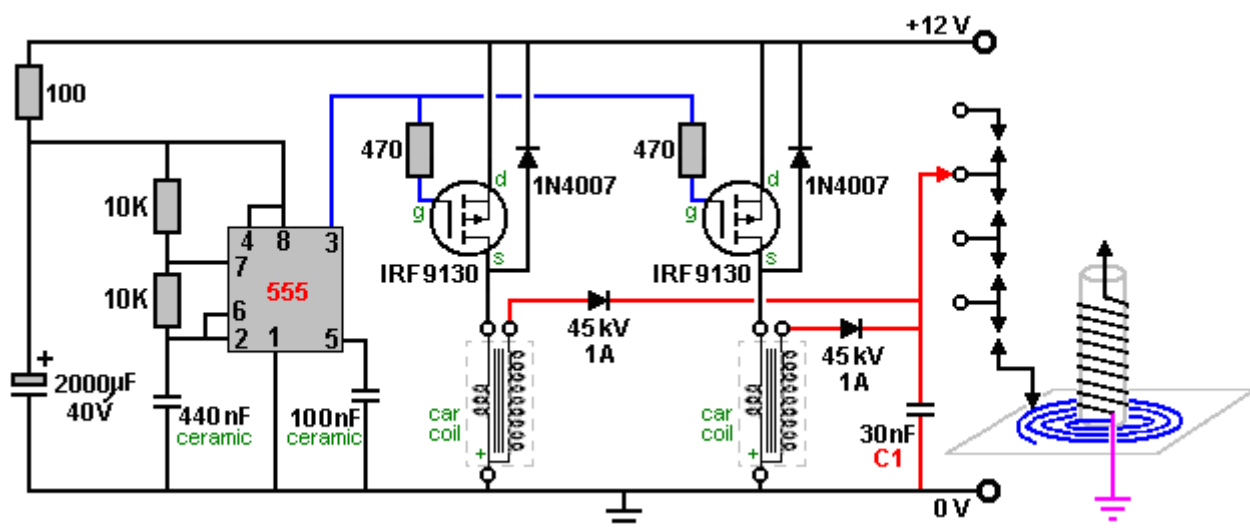 +12 V
100
470
470
d
1N4007
d
1N4007
10K
g
g
4 8 3
s
s
7
IRF9130
IRF9130
10K
555
6
2 1 5
45 kV
1A
45 kV
1A
+
2000µF
40V
440 nF
ceramic
100nF
ceramic
car
coil
+
car
coil
+
30nF
C1
0 V